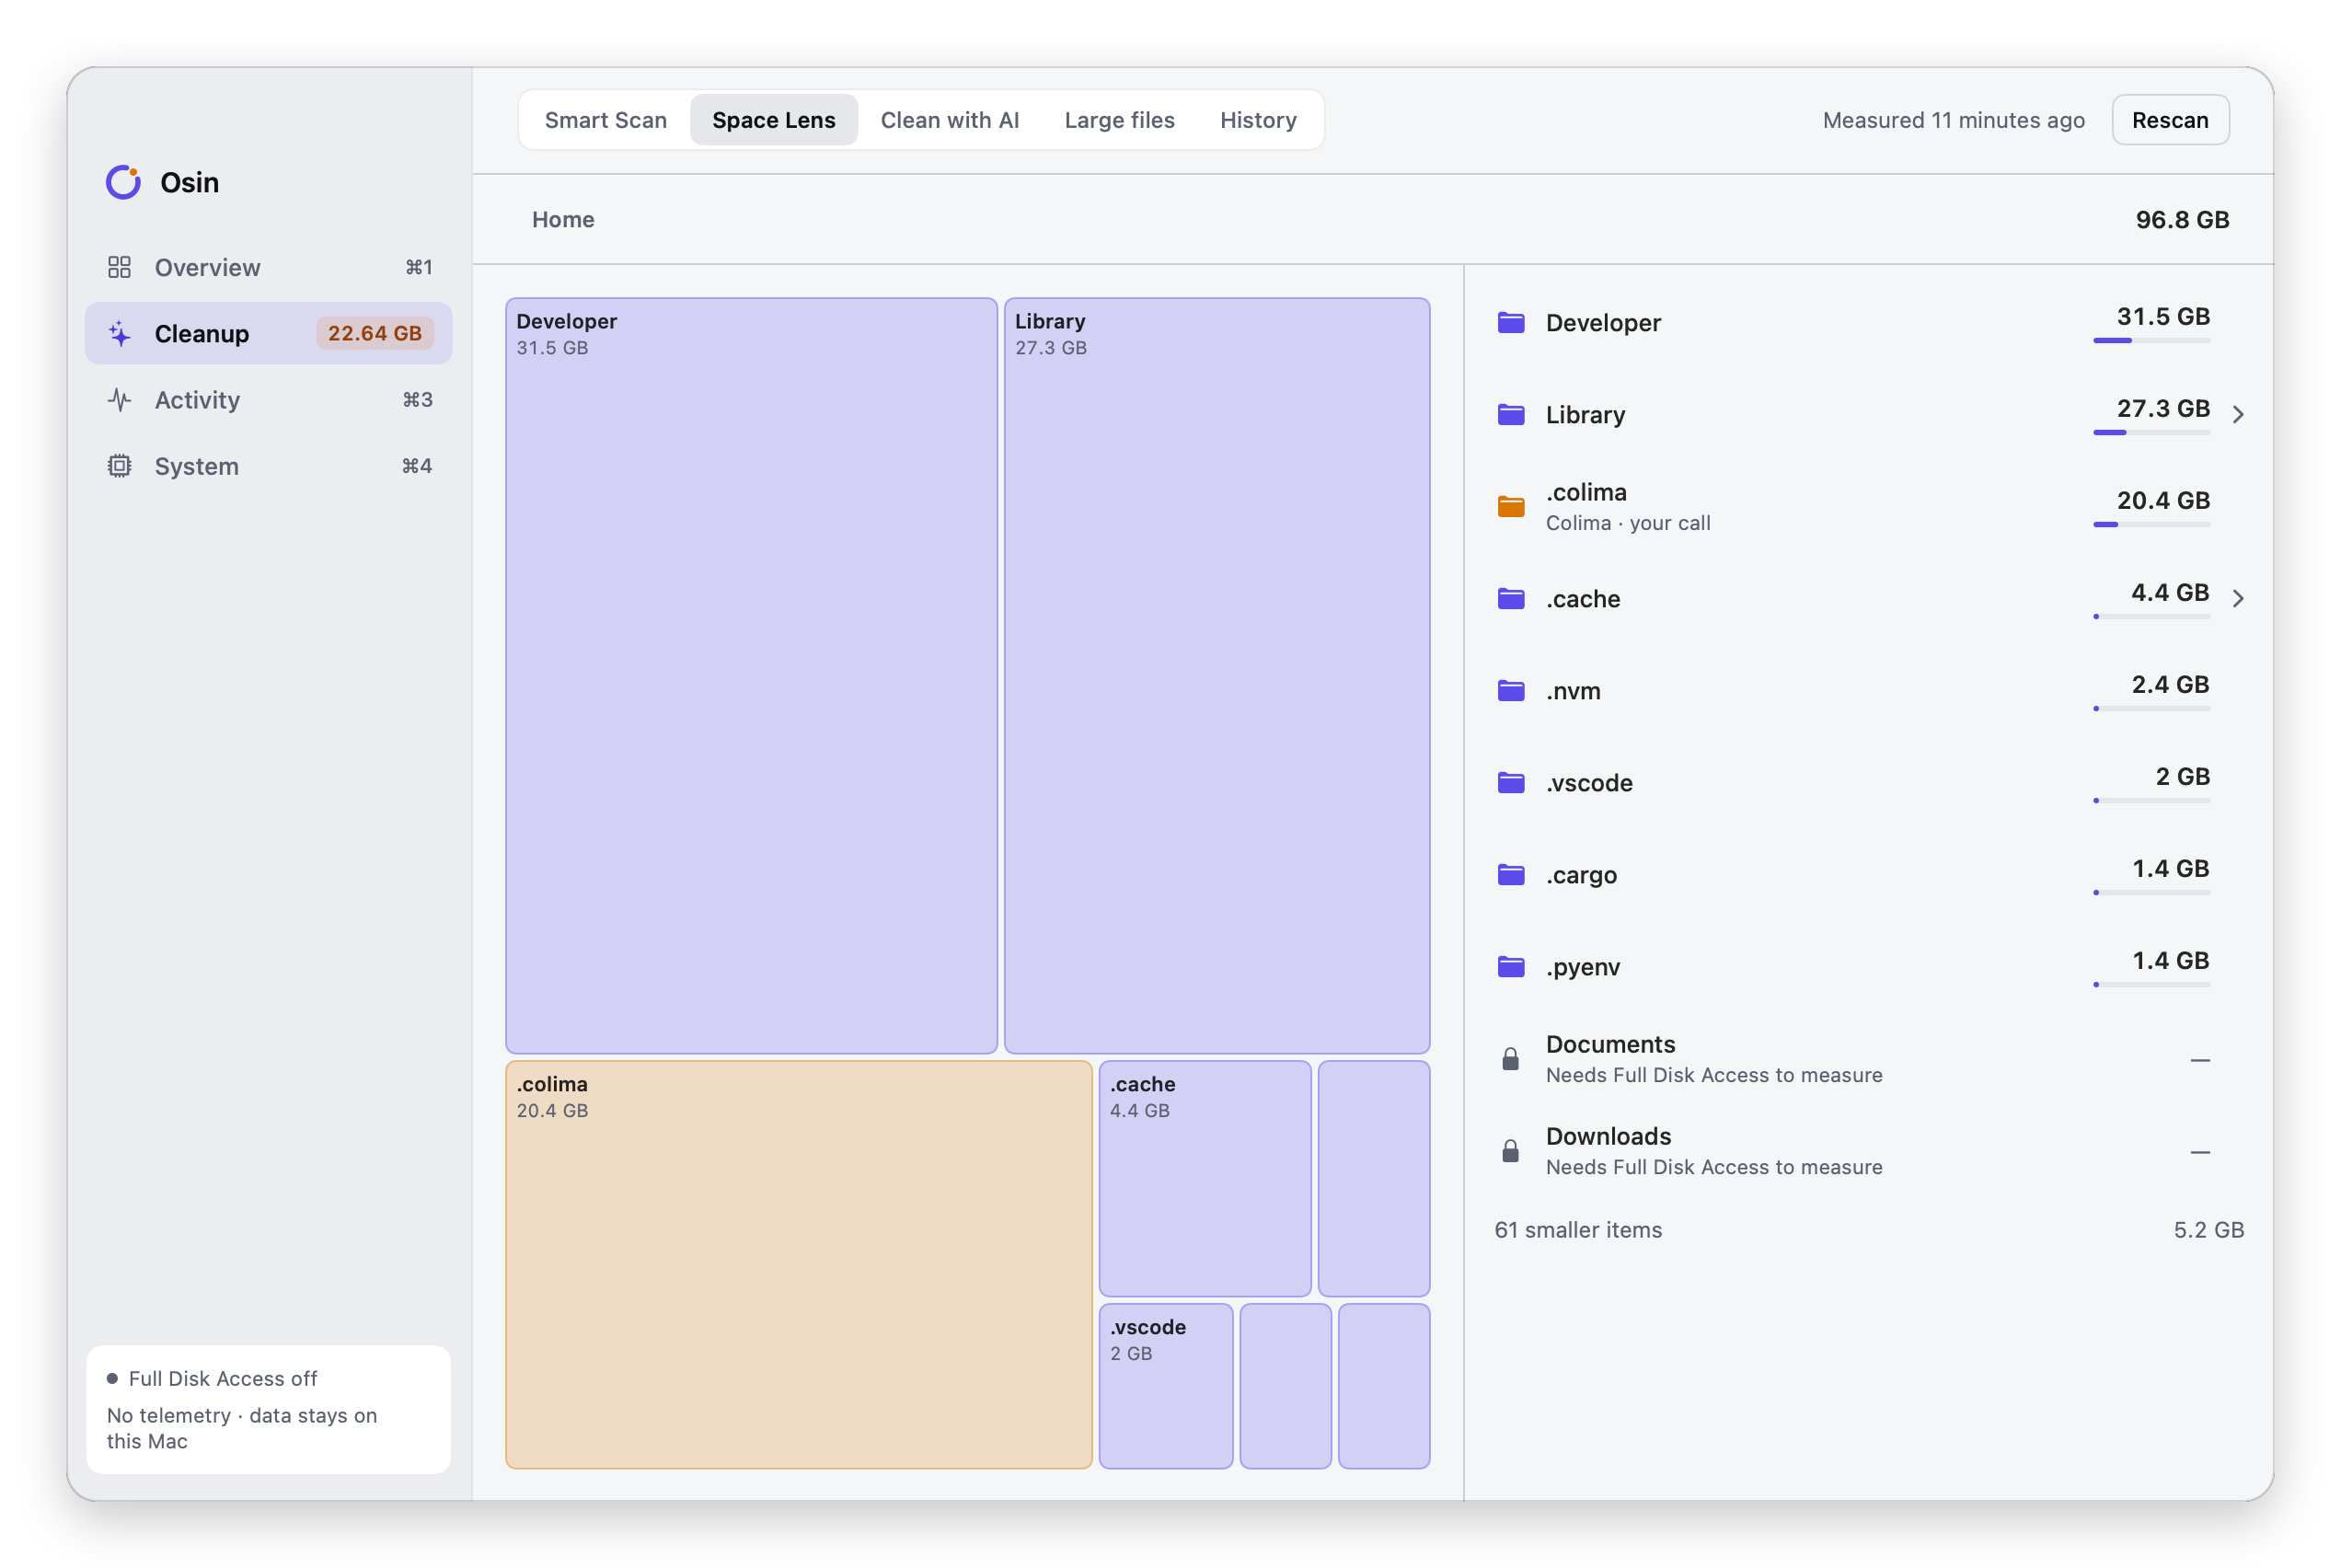 Osin
Overview ⌘1
Cleanup 22.64 GB
Activity ⌘3
System ⌘4
Full Disk Access off
No telemetry · data stays on
this Mac
Smart Scan Space Lens Clean with AI Large files History
Measured 11 minutes ago Rescan
Home 96.8 GB
Developer
31.5 GB
Library
27.3 GB
.colima
20.4 GB
.cache
4.4 GB
.vscode
2 GB
Developer 31.5 GB
Library 27.3 GB
.colima 20.4 GB
Colima · your call
.cache 4.4 GB
.nvm 2.4 GB
.vscode 2 GB
.cargo 1.4 GB
.pyenv 1.4 GB
Documents —
Needs Full Disk Access to measure
Downloads —
Needs Full Disk Access to measure
61 smaller items 5.2 GB